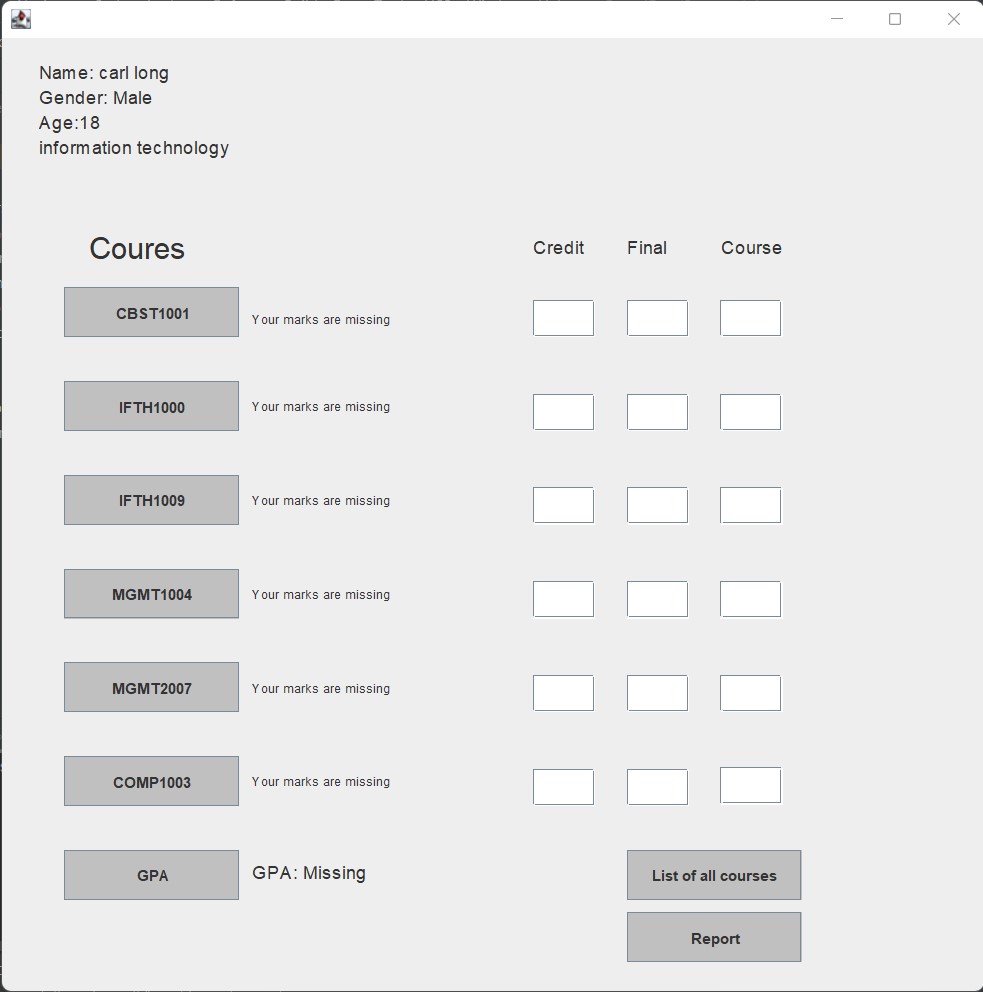 Name: carl long
Gender: Male
Age:18
information technology
Coures Credit Final Course
CBST1001 Your marks are missing
IFTH1000 Your marks are missing
IFTH1009 Your marks are missing
MGMT1004 Your marks are missing
MGMT2007 Your marks are missing
COMP1003 Your marks are missing
GPA GPA: Missing List of all courses
Report